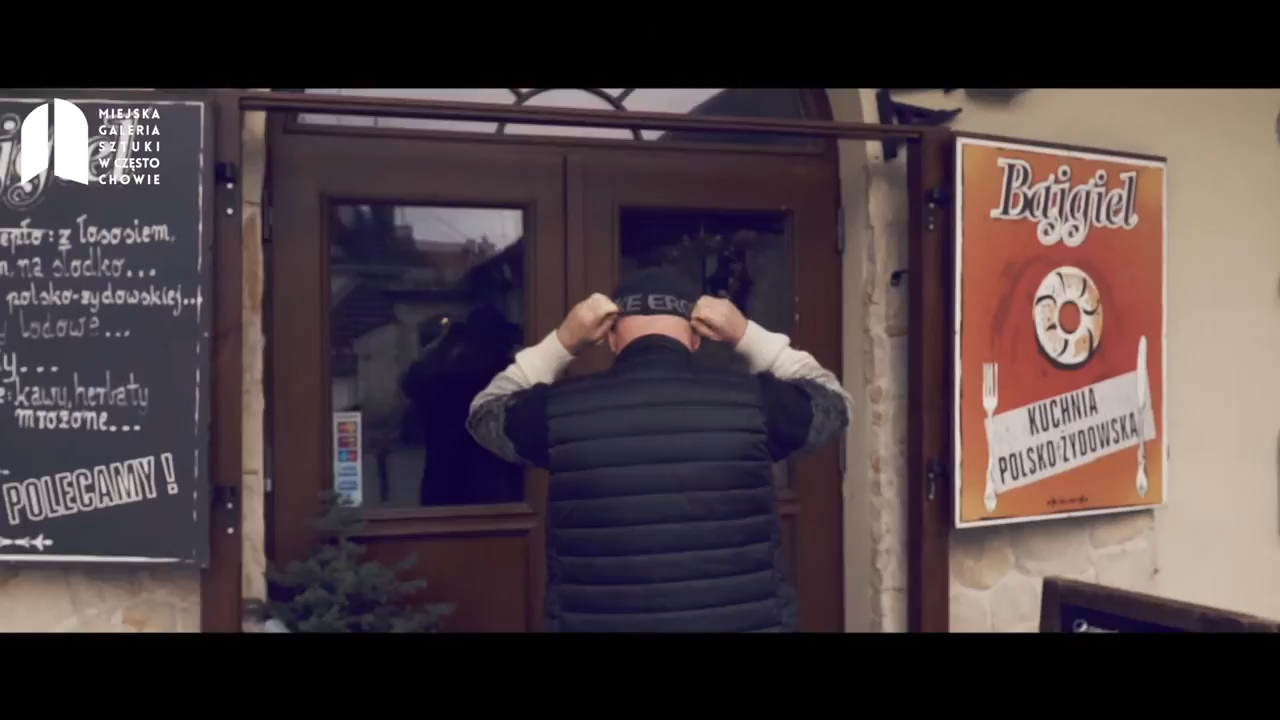 MIEJSKA
GALERIA
SZTUKI
W CZĘSTO
CHOWIE
z łososiem,
na słodko...
polsko-żydowskiej...
lodowe...
kawy, herbaty
mrożone...
POLECAMY!
Bajgiel
KUCHNIA
POLSKO-ŻYDOWSKA